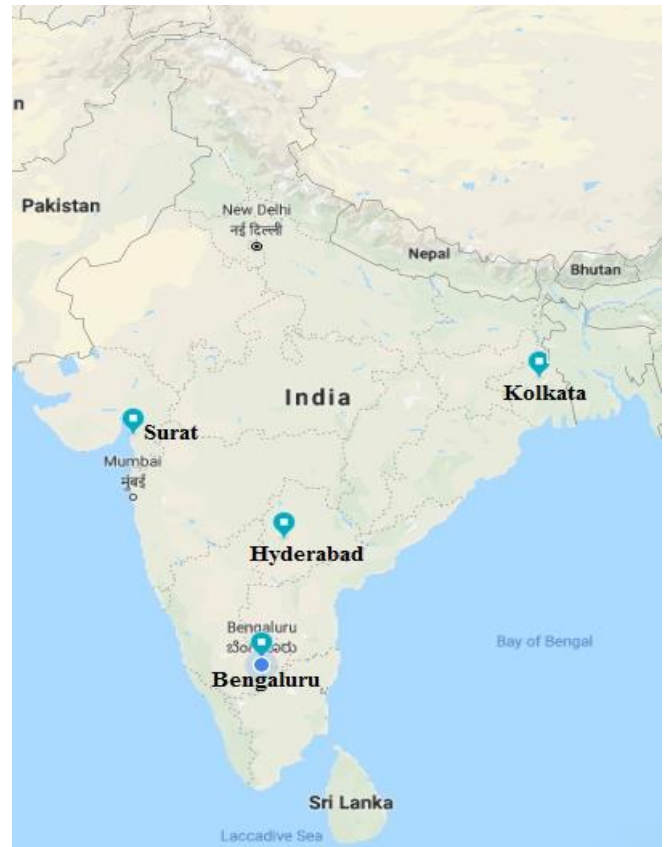 n
Pakistan
New Delhi
नई दिल्ली
Nepal
Bhutan
India
Kolkata
Surat
Mumbai
मुंबई
Hyderabad
Bengaluru
Bay of Bengal
Bengaluru
Sri Lanka
Laccadive Sea